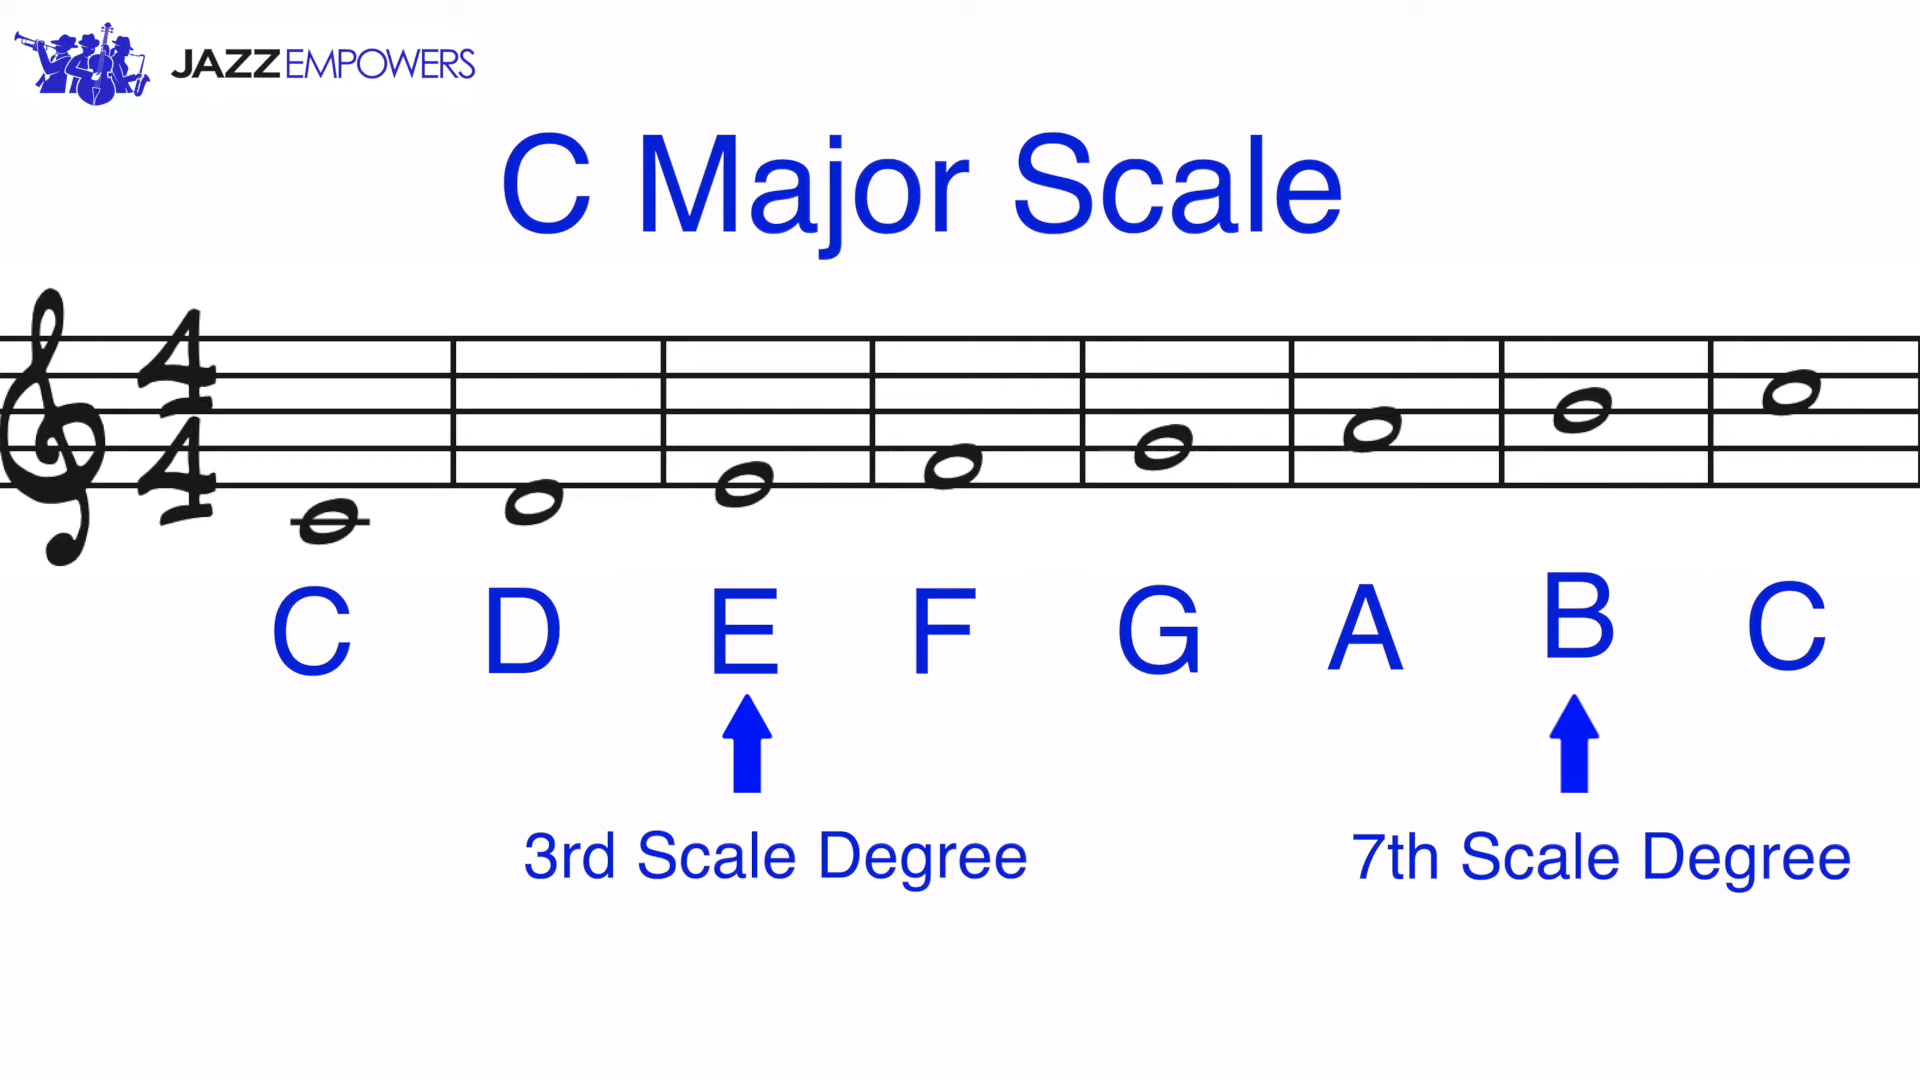 JAZZEMPOWERS
C Major Scale
4
4
C D E F G A B C
3rd Scale Degree 7th Scale Degree